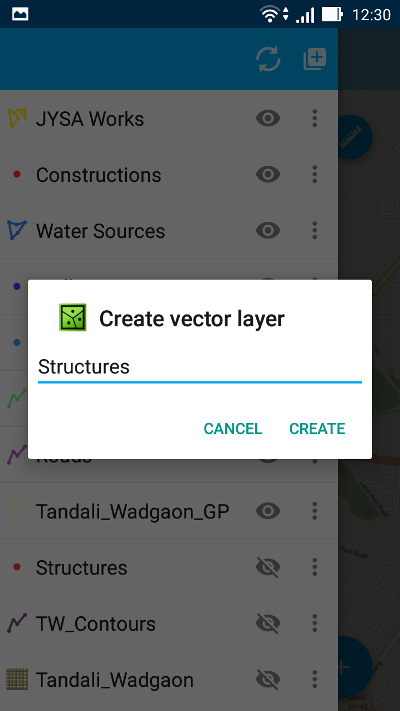 12:30
JYSA Works
Constructions
Water Sources
Create vector layer
Structures
CANCEL CREATE
Roads
Tandali_Wadgaon_GP
Structures
TW_Contours
Tandali_Wadgaon